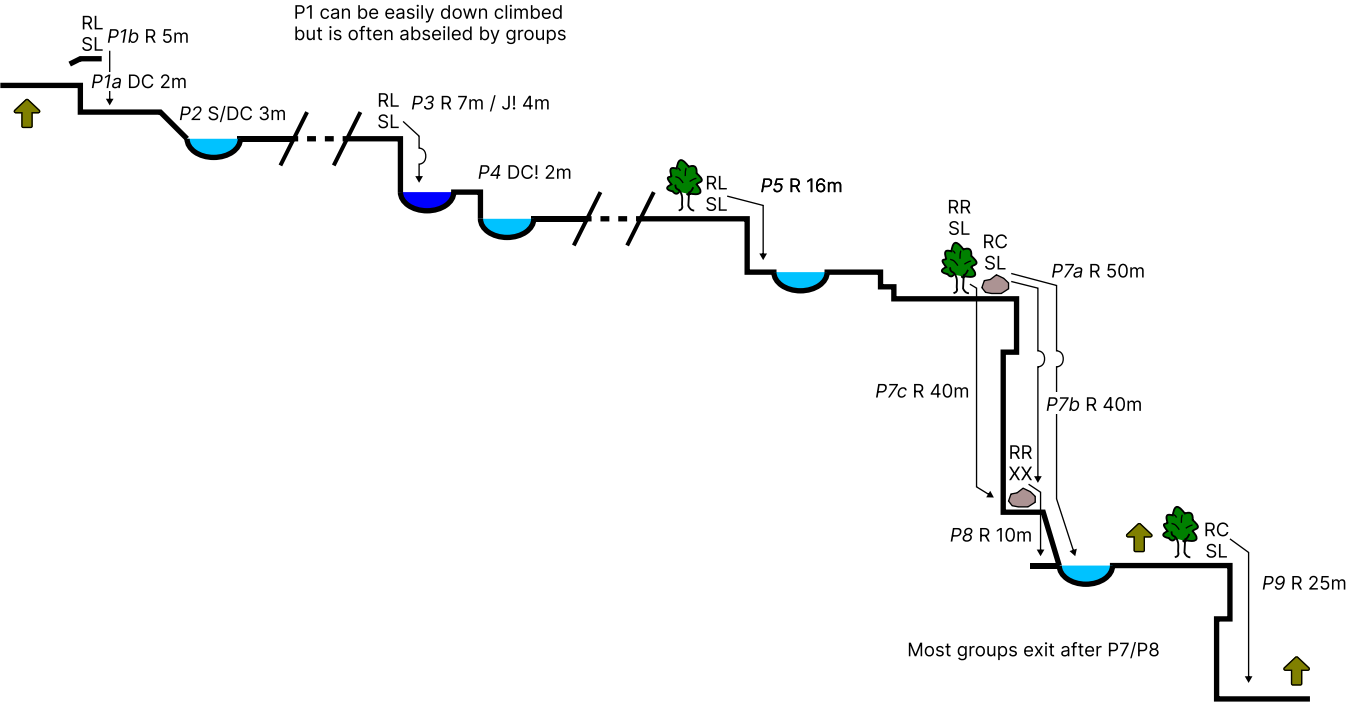 P1 can be easily down climbed
but is often abseiled by groups
RL
SL
P1b R 5m
P1a DC 2m
P2 S/DC 3m
RL
SL
P3 R 7m / J! 4m
P4 DC! 2m
RL
SL
P5 R 16m
RR
SL
RC
SL
P7a R 50m
P7c R 40m
P7b R 40m
RR
XX
P8 R 10m
RC
SL
P9 R 25m
Most groups exit after P7/P8